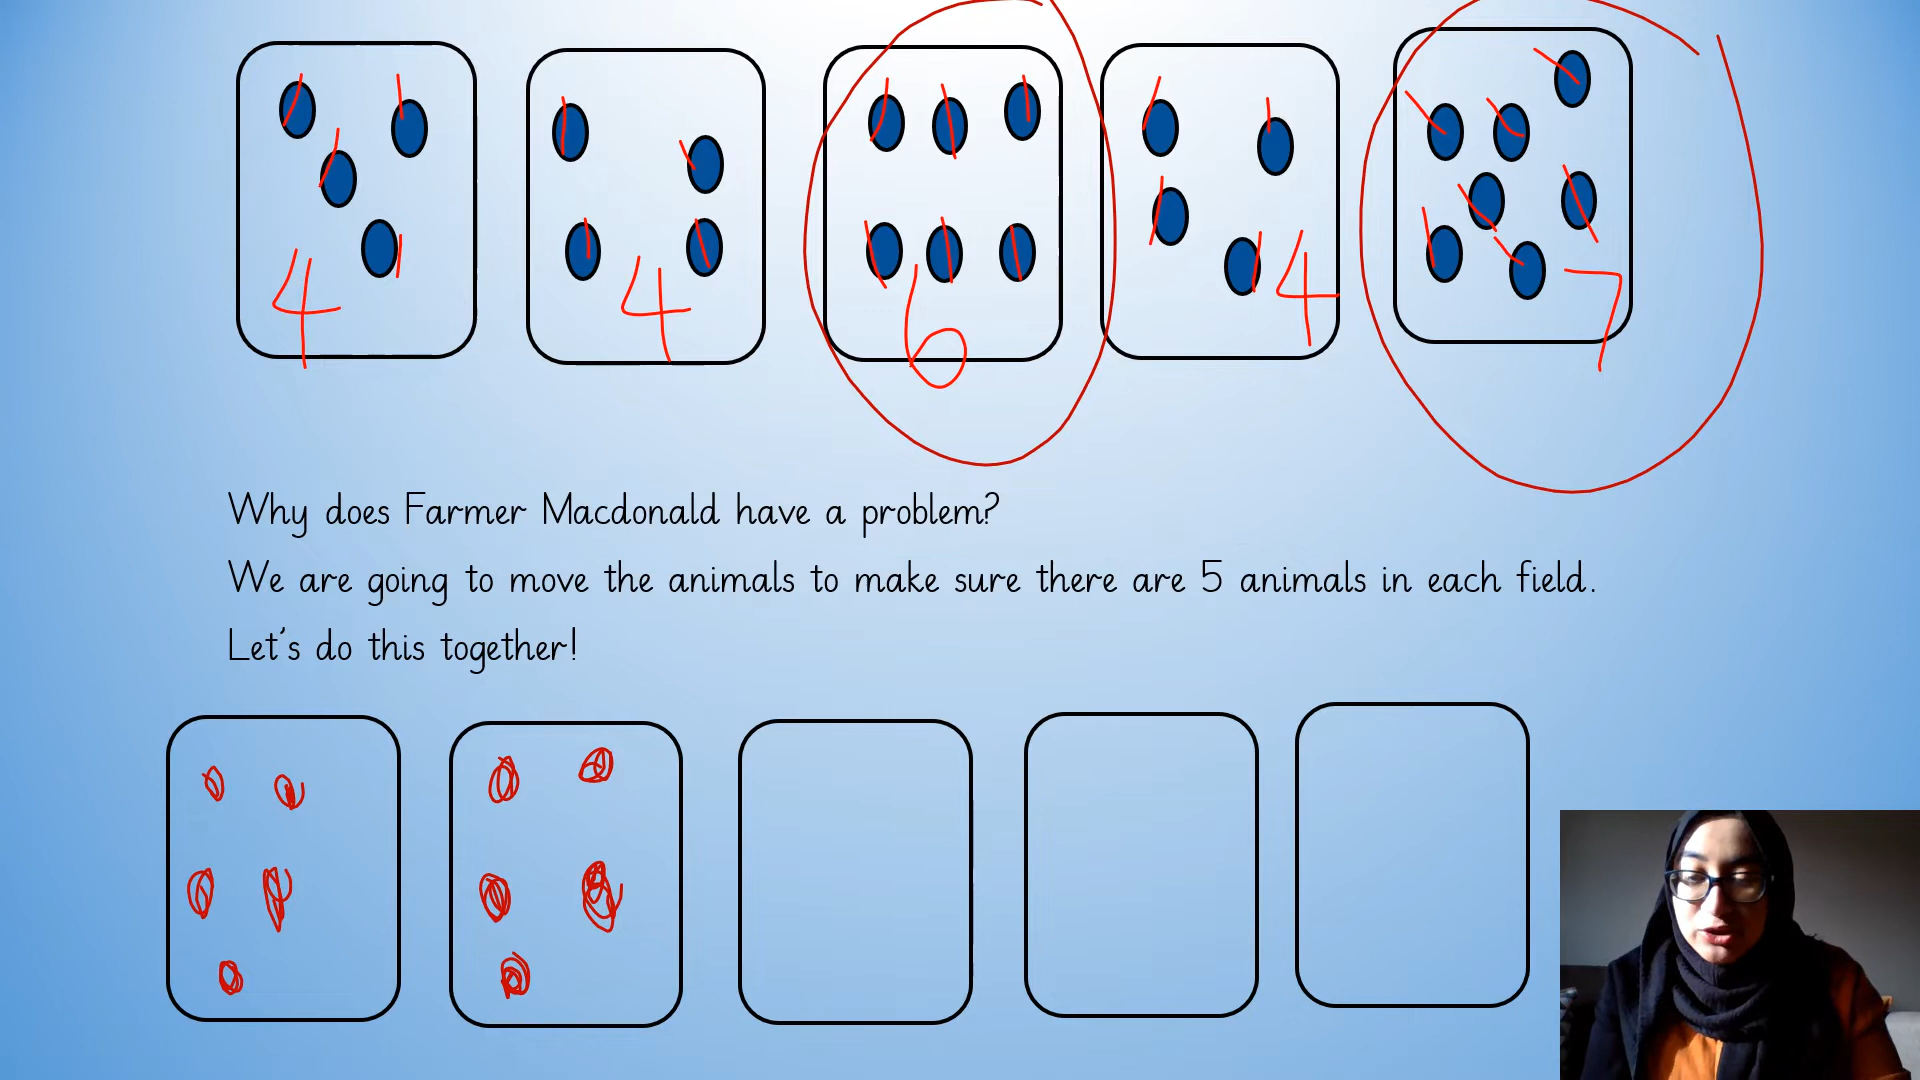 4 4 6 4 7
Why does Farmer Macdonald have a problem?
We are going to move the animals to make sure there are 5 animals in each field.
Let's do this together!